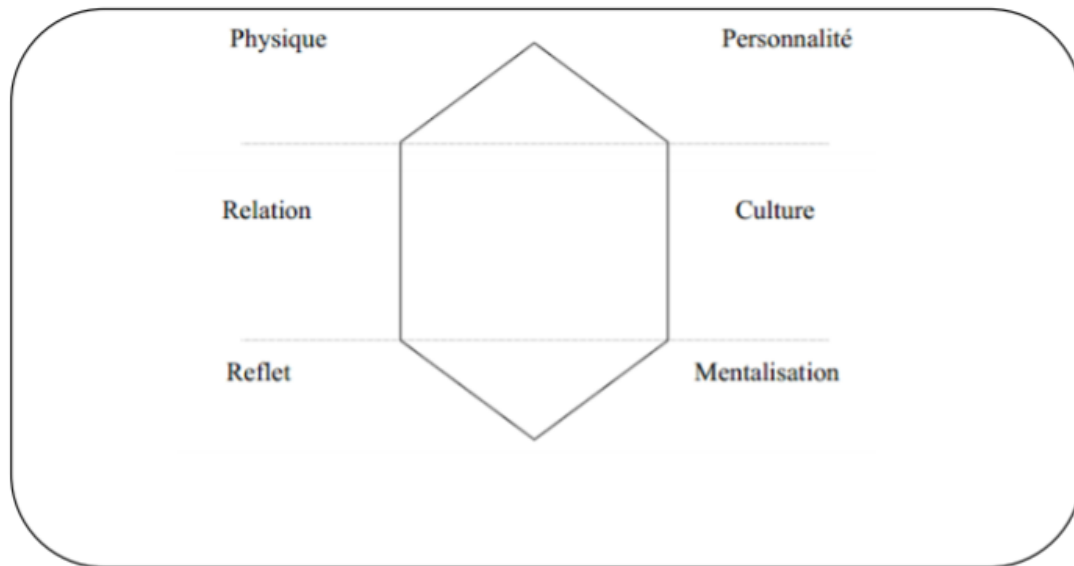 Physique
Personnalité
Relation
Culture
Reflet
Mentalisation